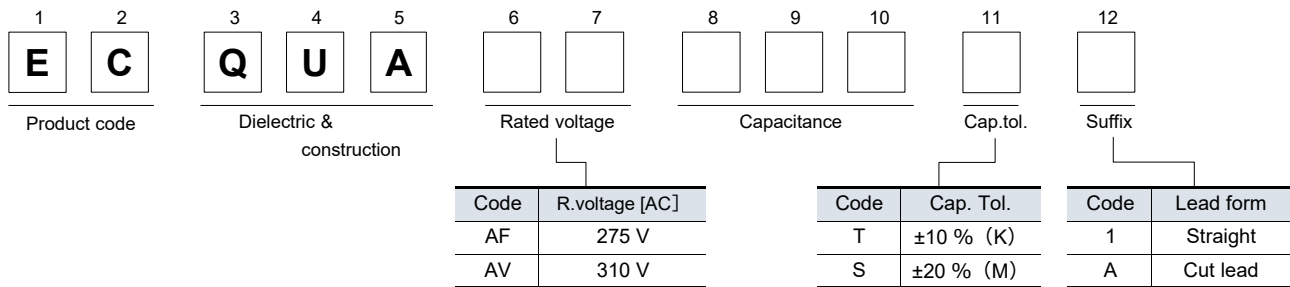 1 2 3 4 5 6 7 8 9 10 11 12
E C Q U A
Product code Dielectric & Rated voltage Capacitance Cap.tol. Suffix
construction
Code R.voltage [AC］ Code Cap. Tol. Code Lead form
AF 275 V T ±10 %（K） 1 Straight
AV 310 V S ±20 %（M） A Cut lead